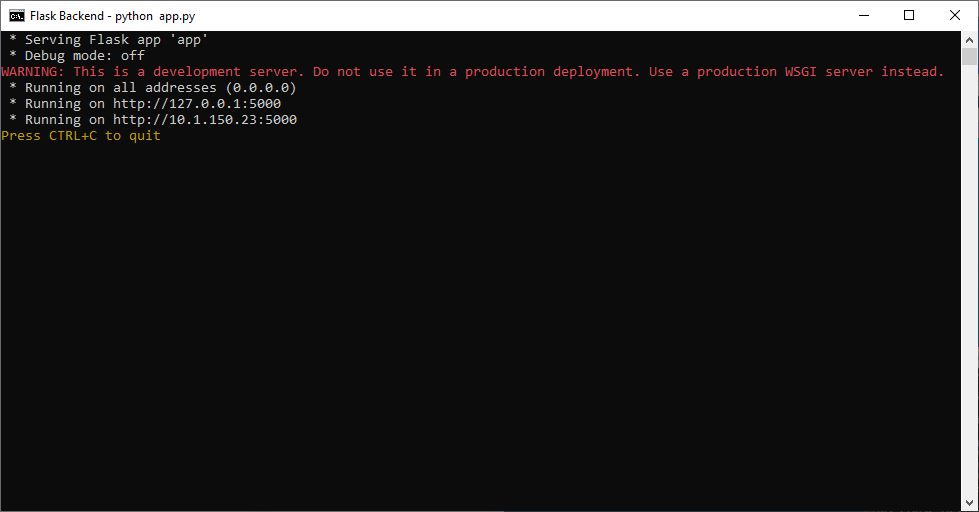 Flask Backend - python  app.py
 * Serving Flask app 'app'
 * Debug mode: off
WARNING: This is a development server. Do not use it in a production deployment. Use a production WSGI server instead.
 * Running on all addresses (0.0.0.0)
 * Running on http://127.0.0.1:5000
 * Running on http://10.1.150.23:5000
Press CTRL+C to quit